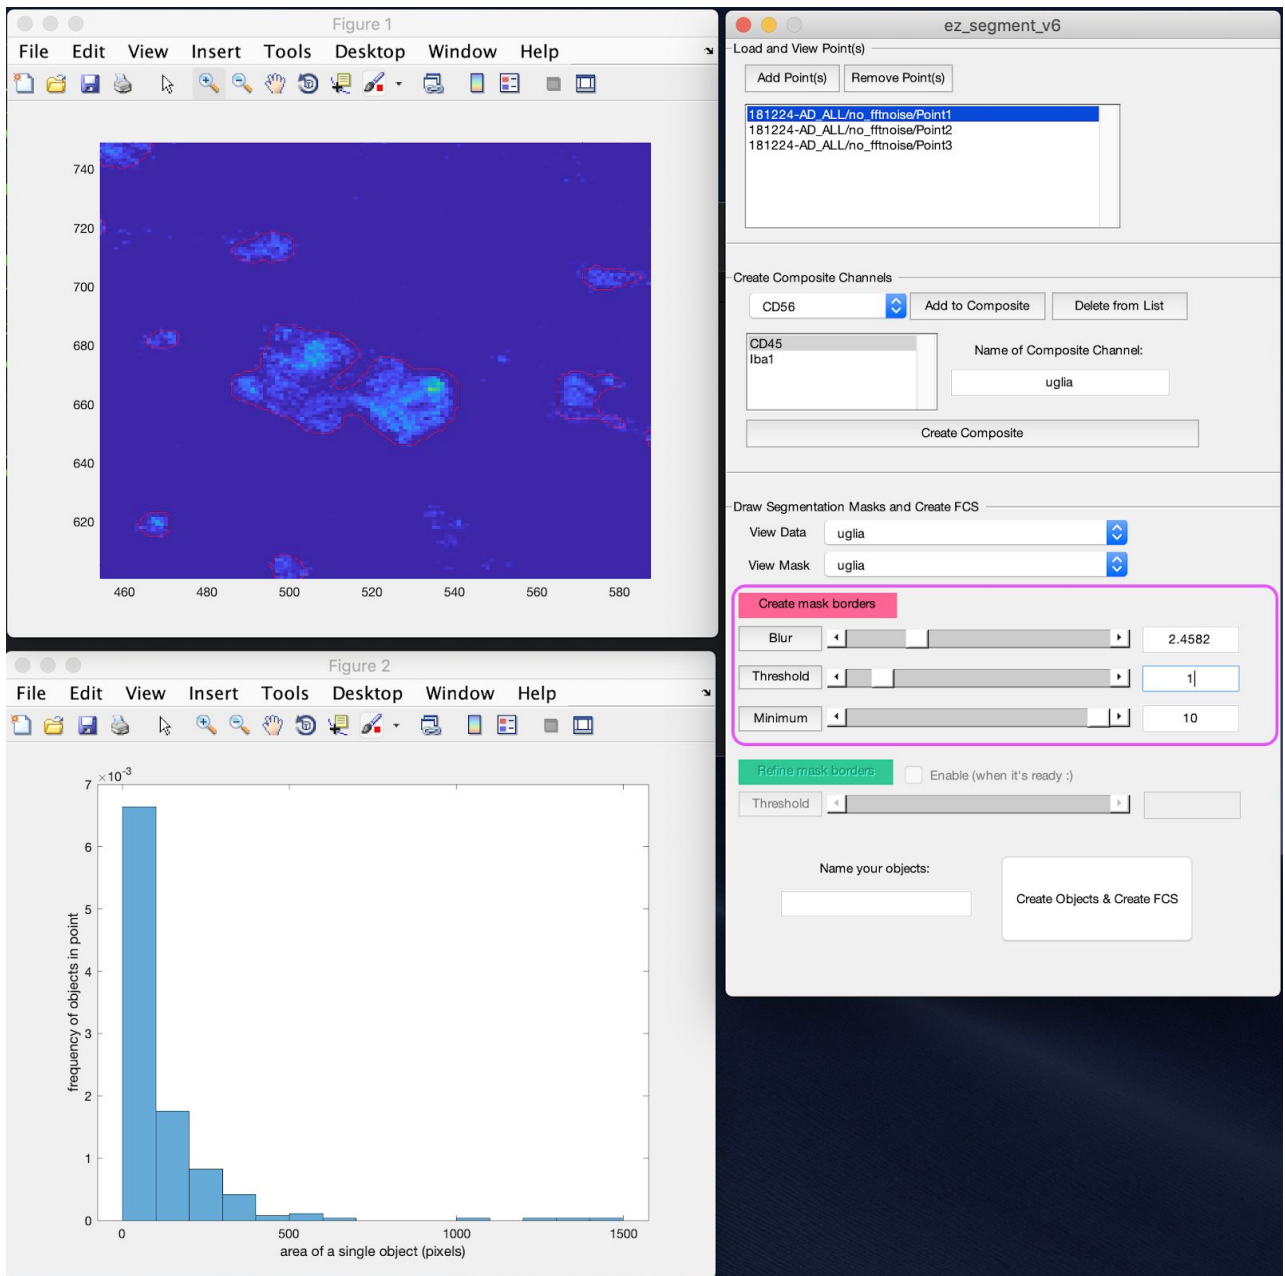 Figure 1
File Edit View Insert Tools Desktop Window Help
740
720
700
680
660
640
620
460 480 500 520 540 560 580
Figure 2
File Edit View Insert Tools Desktop Window Help
×10-3
7
6
5
4
3
2
1
0
frequency of objects in point
0 500 1000 1500
area of a single object (pixels)
ez_segment_v6
Load and View Point(s)
Add Point(s) Remove Point(s)
181224-AD_ALL/no_fftnoise/Point1
181224-AD_ALL/no_fftnoise/Point2
181224-AD_ALL/no_fftnoise/Point3
Create Composite Channels
CD56 Add to Composite Delete from List
CD45
Iba1
Name of Composite Channel:
uglia
Create Composite
Draw Segmentation Masks and Create FCS
View Data uglia
View Mask uglia
Create mask borders
Blur 2.4582
Threshold 1
Minimum 10
Refine mask borders Enable (when it's ready :)
Threshold
Name your objects:
Create Objects & Create FCS